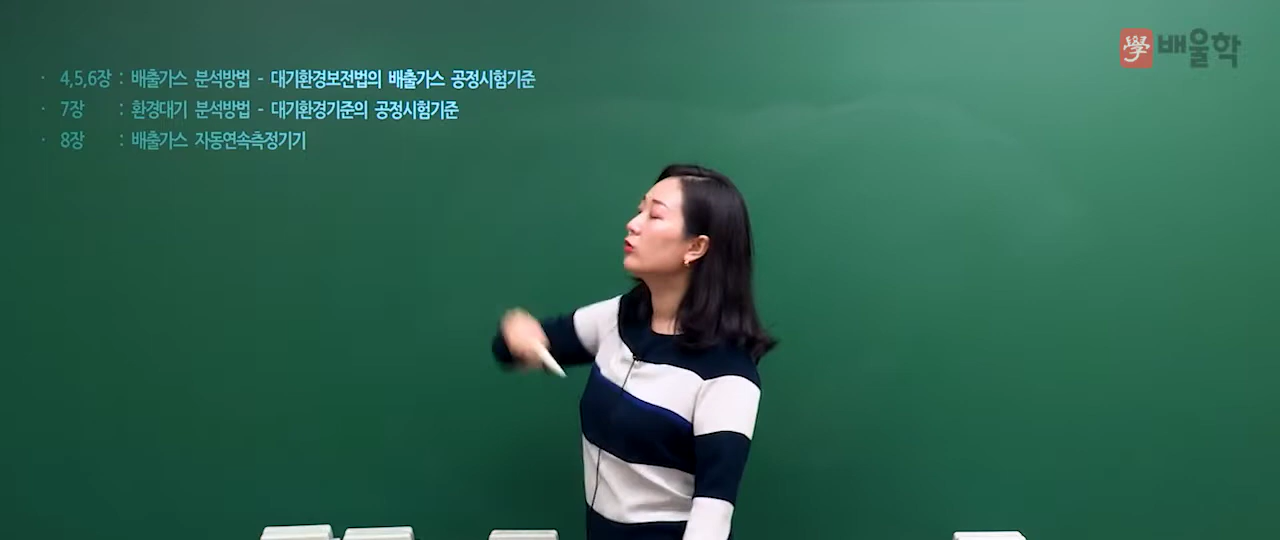 學 배울학
· 4,5,6장 : 배출가스 분석방법 - 대기환경보전법의 배출가스 공정시험기준
· 7장 : 환경대기 분석방법 - 대기환경기준의 공정시험기준
· 8장 : 배출가스 자동연속측정기기